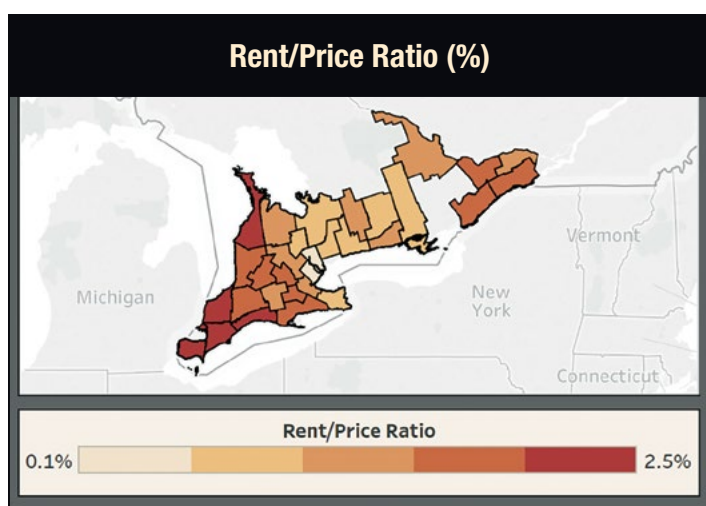 Rent/Price Ratio (%)
Vermont
Michigan
New
York
Connecticut
Rent/Price Ratio
0.1%
2.5%